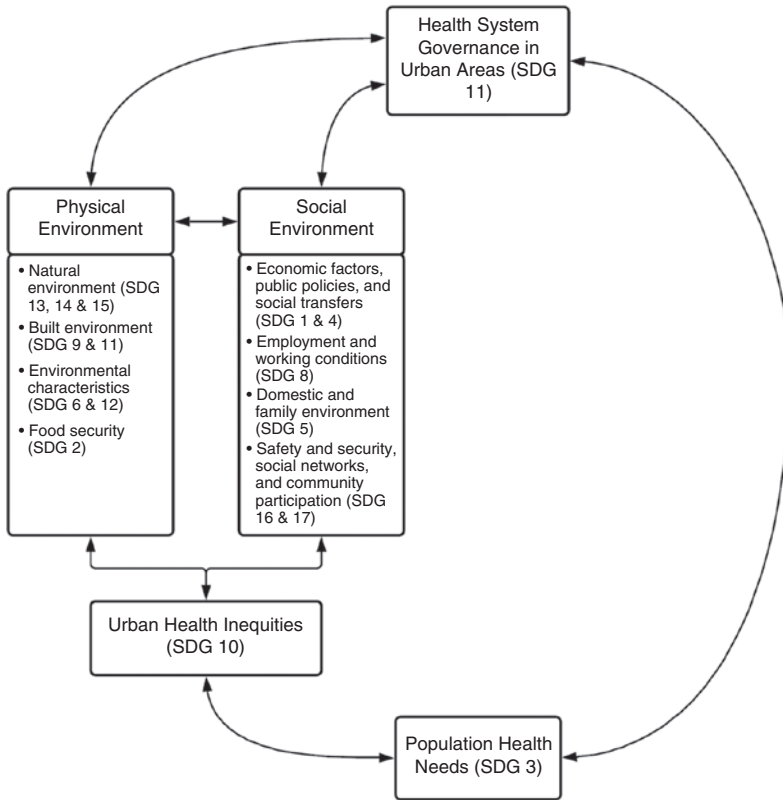 Health System
Governance in
Urban Areas (SDG
11)
Physical
Environment
• Natural
environment (SDG
13, 14 & 15)
• Built environment
(SDG 9 & 11)
• Environmental
characteristics
(SDG 6 & 12)
• Food security
(SDG 2)
Social
Environment
• Economic factors,
public policies, and
social transfers
(SDG 1 & 4)
• Employment and
working conditions
(SDG 8)
• Domestic and
family environment
(SDG 5)
• Safety and security,
social networks,
and community
participation (SDG
16 & 17)
Urban Health Inequities
(SDG 10)
Population Health
Needs (SDG 3)